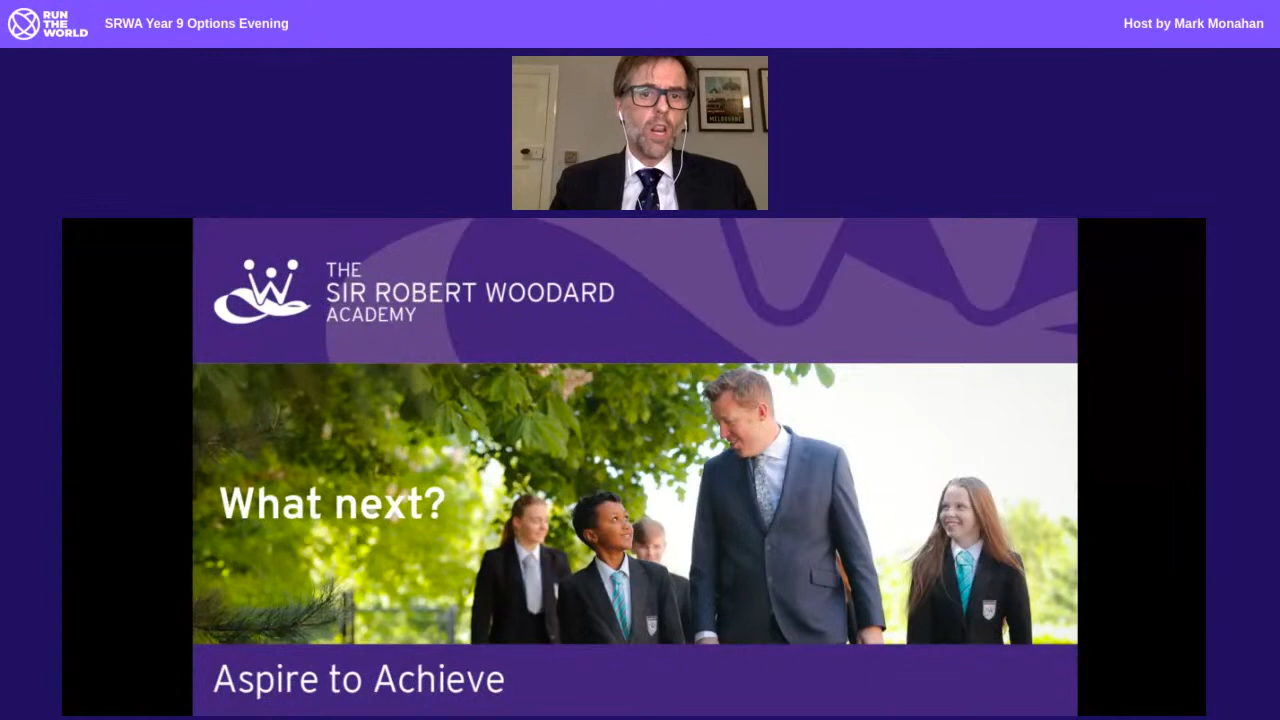 RUN
THE
WORLD
SRWA Year 9 Options Evening
Host by Mark Monahan
MELBOURNE
THE
SIR ROBERT WOODARD
ACADEMY
What next?
Aspire to Achieve